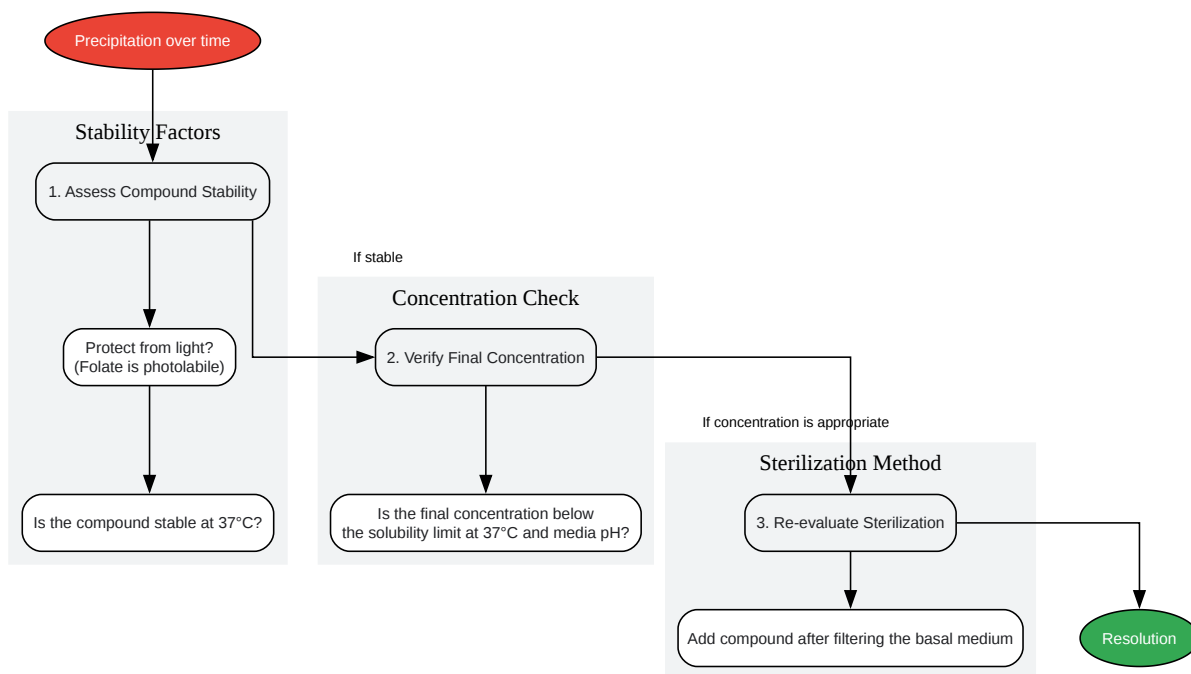 Precipitation over time
Stability Factors
1. Assess Compound Stability
Protect from light?
(Folate is photolabile)
Is the compound stable at 37°C?
If stable
Concentration Check
2. Verify Final Concentration
Is the final concentration below
the solubility limit at 37°C and media pH?
If concentration is appropriate
Sterilization Method
3. Re-evaluate Sterilization
Add compound after filtering the basal medium
Resolution